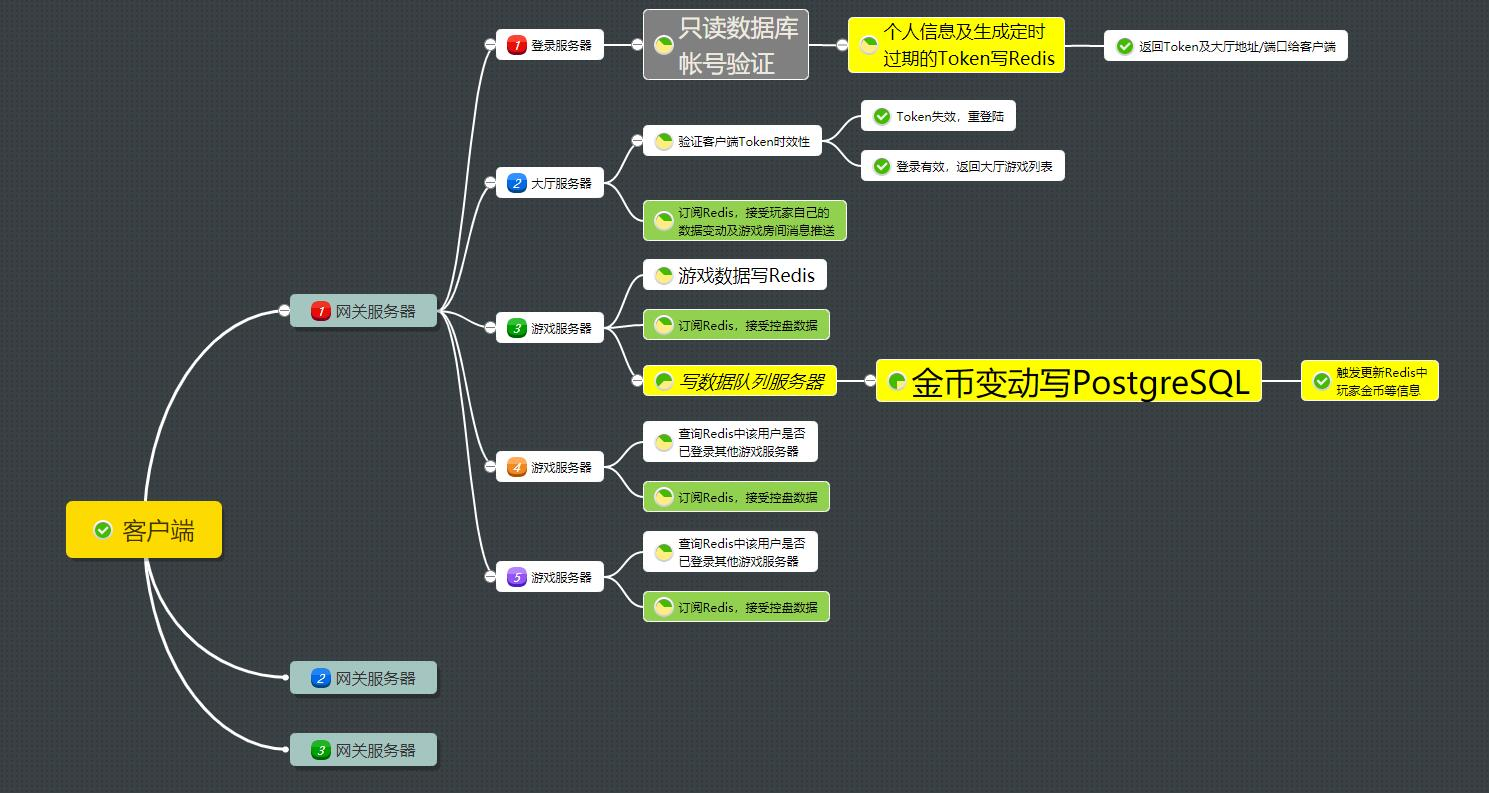 1 登录服务器
只读数据库
帐号验证
个人信息及生成定时
过期的Token写Redis
返回Token及大厅地址/端口给客户端
2 大厅服务器
验证客户端Token时效性
Token失效，重登陆
登录有效，返回大厅游戏列表
订阅Redis，接受玩家自己的
数据变动及游戏房间消息推送
1 网关服务器
3 游戏服务器
游戏数据写Redis
订阅Redis，接受控盘数据
写数据队列服务器
金币变动写PostgreSQL
触发更新Redis中
玩家金币等信息
4 游戏服务器
查询Redis中该用户是否
已登录其他游戏服务器
订阅Redis，接受控盘数据
客户端
5 游戏服务器
查询Redis中该用户是否
已登录其他游戏服务器
订阅Redis，接受控盘数据
2 网关服务器
3 网关服务器